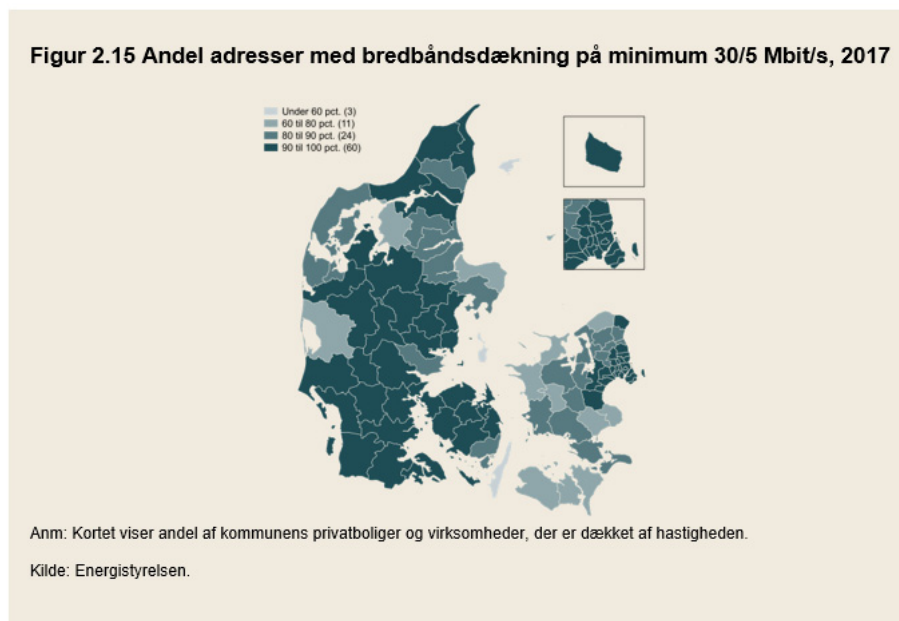 Figur 2.15 Andel adresser med bredbåndsdækning på minimum 30/5 Mbit/s, 2017
Under 60 pct. (3)
60 til 80 pct. (11)
80 til 90 pct. (24)
90 til 100 pct. (60)
Anm: Kortet viser andel af kommunens privatboliger og virksomheder, der er dækket af hastigheden.
Kilde: Energistyrelsen.